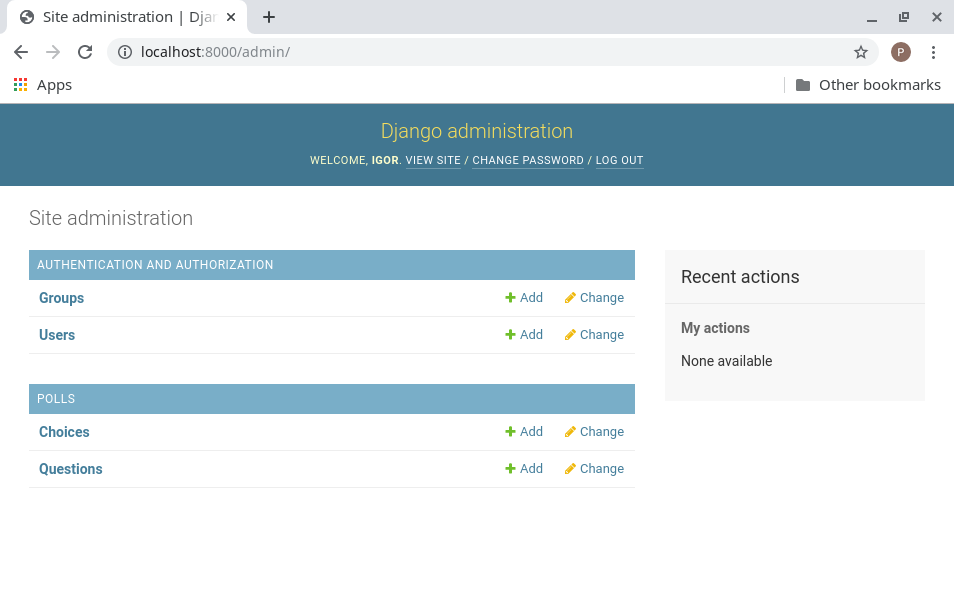 Site administration | Djan
localhost:8000/admin/
P
Apps
Other bookmarks
Django administration
WELCOME, IGOR. VIEW SITE / CHANGE PASSWORD / LOG OUT
Site administration
AUTHENTICATION AND AUTHORIZATION
Groups Add Change
Users Add Change
POLLS
Choices Add Change
Questions Add Change
Recent actions
My actions
None available